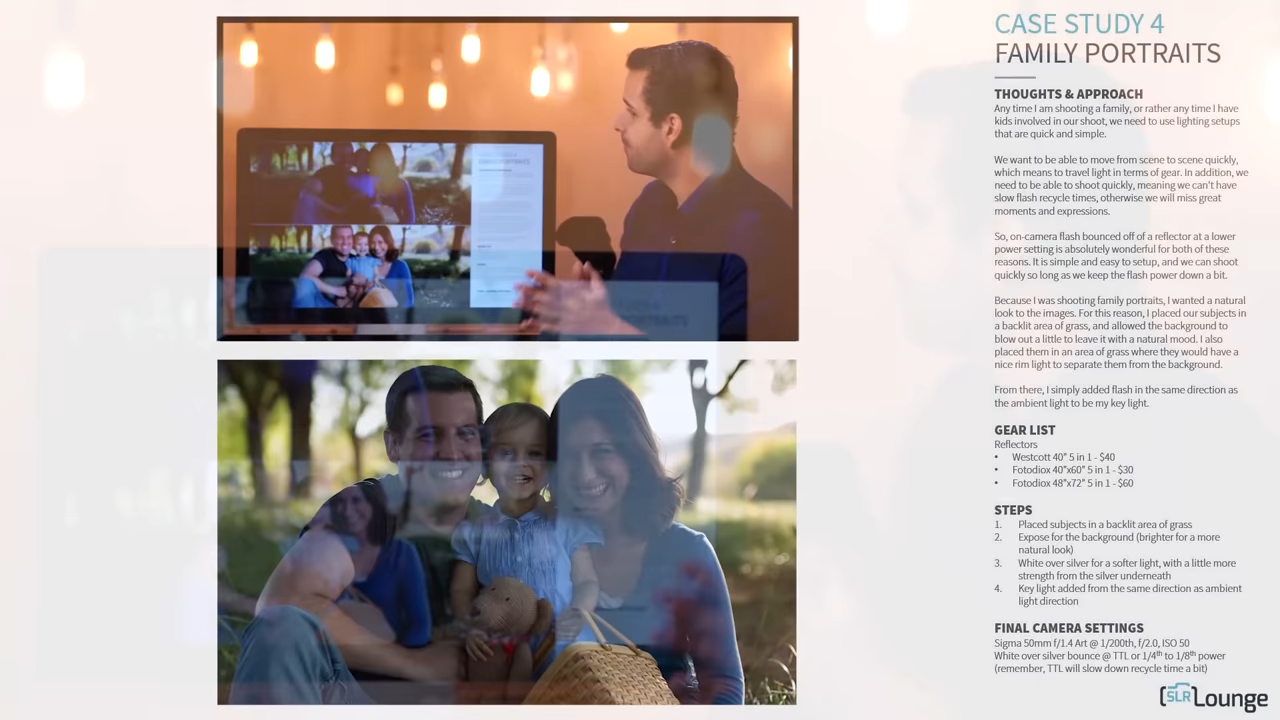 CASE STUDY 4
FAMILY PORTRAITS
THOUGHTS & APPROACH
Any time I am shooting a family, or rather any time I have
kids involved in our shoot, we need to use lighting setups
that are quick and simple.
We want to be able to move from scene to scene quickly,
which means to travel light in terms of gear. In addition, we
need to be able to shoot quickly, meaning we can't have
slow flash recycle times, otherwise we will miss great
moments and expressions.
So, on-camera flash bounced off of a reflector at a lower
power setting is absolutely wonderful for both of these
reasons. It is simple and easy to setup, and we can shoot
quickly so long as we keep the flash power down a bit.
Because I was shooting family portraits, I wanted a natural
look to the images. For this reason, I placed our subjects in
a backlit area of grass, and allowed the background to
blow out a little to leave it with a natural mood. I also
placed them in an area of grass where they would have a
nice rim light to separate them from the background.
From there, I simply added flash in the same direction as
the ambient light to be my key light.
GEAR LIST
Reflectors
• Westcott 40" 5 in 1 - $40
• Fotodiox 40"x60" 5 in 1 - $30
• Fotodiox 48"x72" 5 in 1 - $60
STEPS
1. Placed subjects in a backlit area of grass
2. Expose for the background (brighter for a more
natural look)
3. White over silver for a softer light, with a little more
strength from the silver underneath
4. Key light added from the same direction as ambient
light direction
FINAL CAMERA SETTINGS
Sigma 50mm f/1.4 Art @ 1/200th, f/2.0, ISO 50
White over silver bounce @ TTL or 1/4th to 1/8th power
(remember, TTL will slow down recycle time a bit)
SLR Lounge